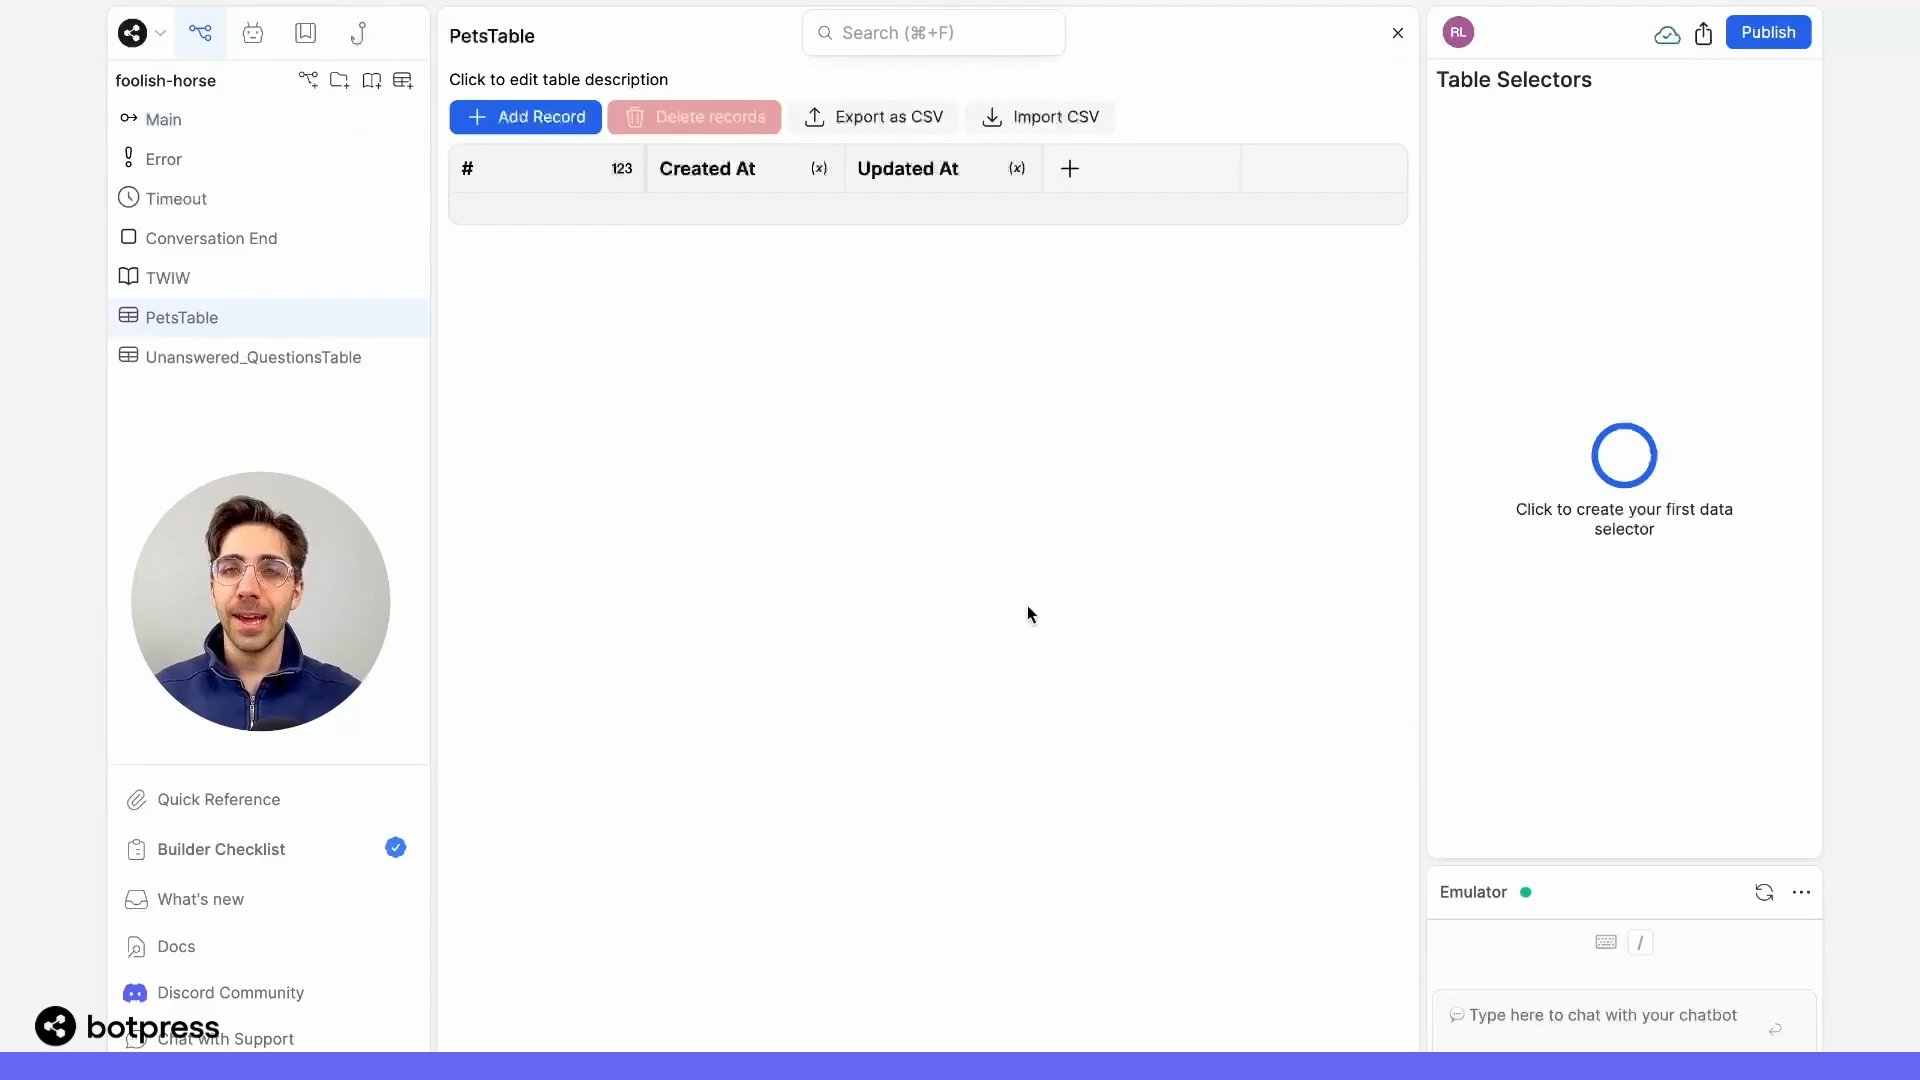 foolish-horse
Main
Error
Timeout
Conversation End
TWIW
PetsTable
Unanswered_QuestionsTable
Quick Reference
Builder Checklist
What's new
Docs
Discord Community
Chat with Support
botpress
PetsTable
Search (⌘+F)
Click to edit table description
Add Record
Delete records
Export as CSV
Import CSV
# 123 Created At (x) Updated At (x) +
RL
Publish
Table Selectors
Click to create your first data
selector
Emulator
/
Type here to chat with your chatbot